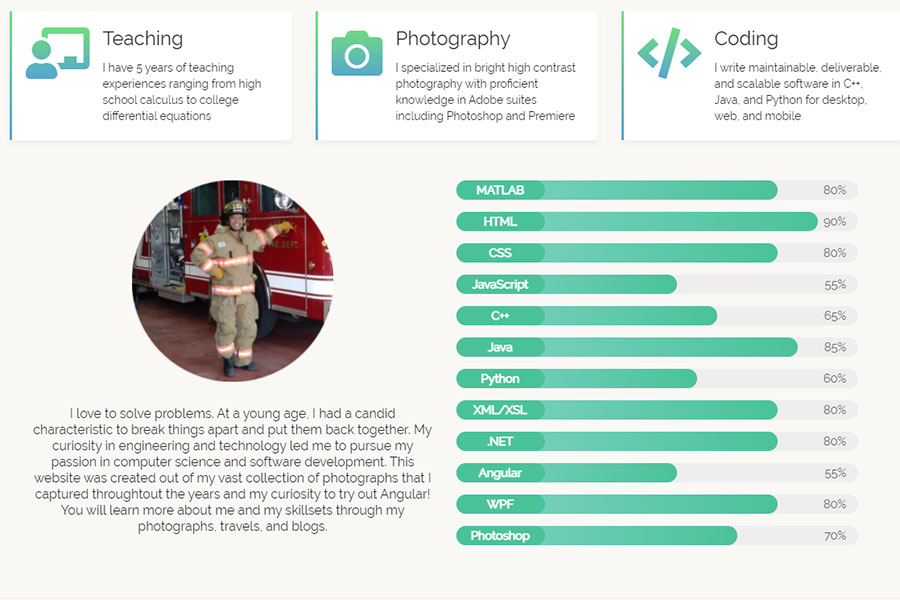 Teaching
I have 5 years of teaching
experiences ranging from high
school calculus to college
differential equations
Photography
I specialized in bright high contrast
photography with proficient
knowledge in Adobe suites
including Photoshop and Premiere
Coding
I write maintainable, deliverable,
and scalable software in C++,
Java, and Python for desktop,
web, and mobile
I love to solve problems. At a young age, I had a candid
characteristic to break things apart and put them back together. My
curiosity in engineering and technology led me to pursue my
passion in computer science and software development. This
website was created out of my vast collection of photographs that I
captured throughtout the years and my curiosity to try out Angular!
You will learn more about me and my skillsets through my
photographs, travels, and blogs.
MATLAB 80%
HTML 90%
CSS 80%
JavaScript 55%
C++ 65%
Java 85%
Python 60%
XML/XSL 80%
.NET 80%
Angular 55%
WPF 80%
Photoshop 70%